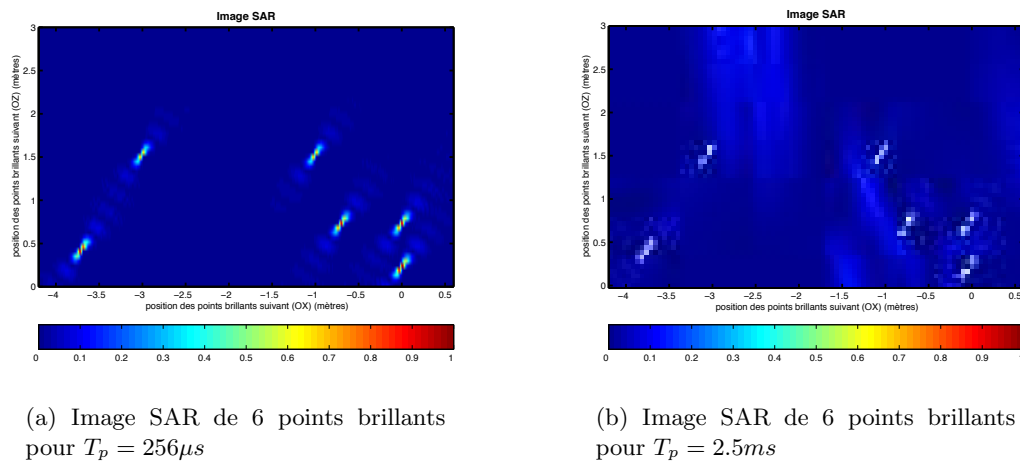 Image SAR
position des points brillants suivant (OZ) (mètres)
3
2.5
2
1.5
1
0.5
0
−4 −3.5 −3 −2.5 −2 −1.5 −1 −0.5 0 0.5
position des points brillants suivant (OX) (mètres)
0 0.1 0.2 0.3 0.4 0.5 0.6 0.7 0.8 0.9 1
(a) Image SAR de 6 points brillants
pour Tp = 256μs
Image SAR
position des points brillants suivant (OZ) (mètres)
3
2.5
2
1.5
1
0.5
0
−4 −3.5 −3 −2.5 −2 −1.5 −1 −0.5 0 0.5
position des points brillants suivant (OX) (mètres)
0 0.1 0.2 0.3 0.4 0.5 0.6 0.7 0.8 0.9 1
(b) Image SAR de 6 points brillants
pour Tp = 2.5ms